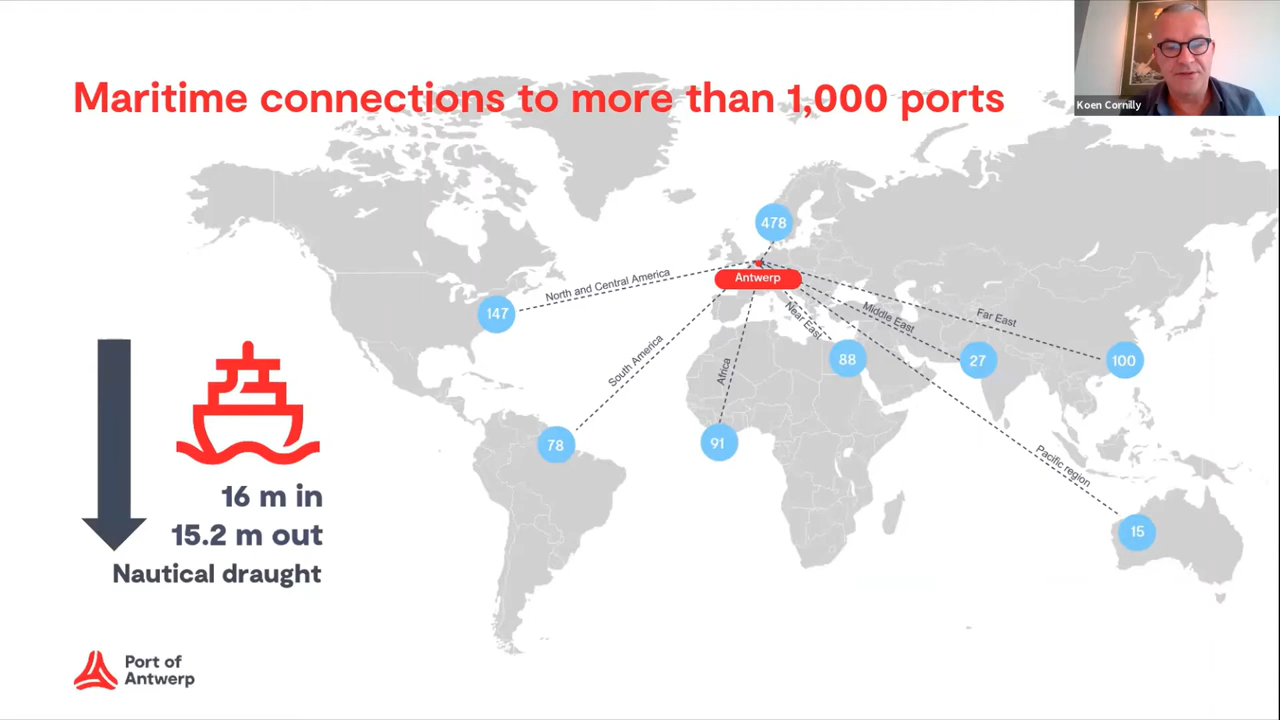 Maritime connections to more than 1,000 ports
Koen Cornilly
478
Antwerp
North and Central America
147
South America
78
Africa
91
Near East
88
Middle East
27
Far East
100
Pacific region
15
16 m in
15.2 m out
Nautical draught
Port of
Antwerp